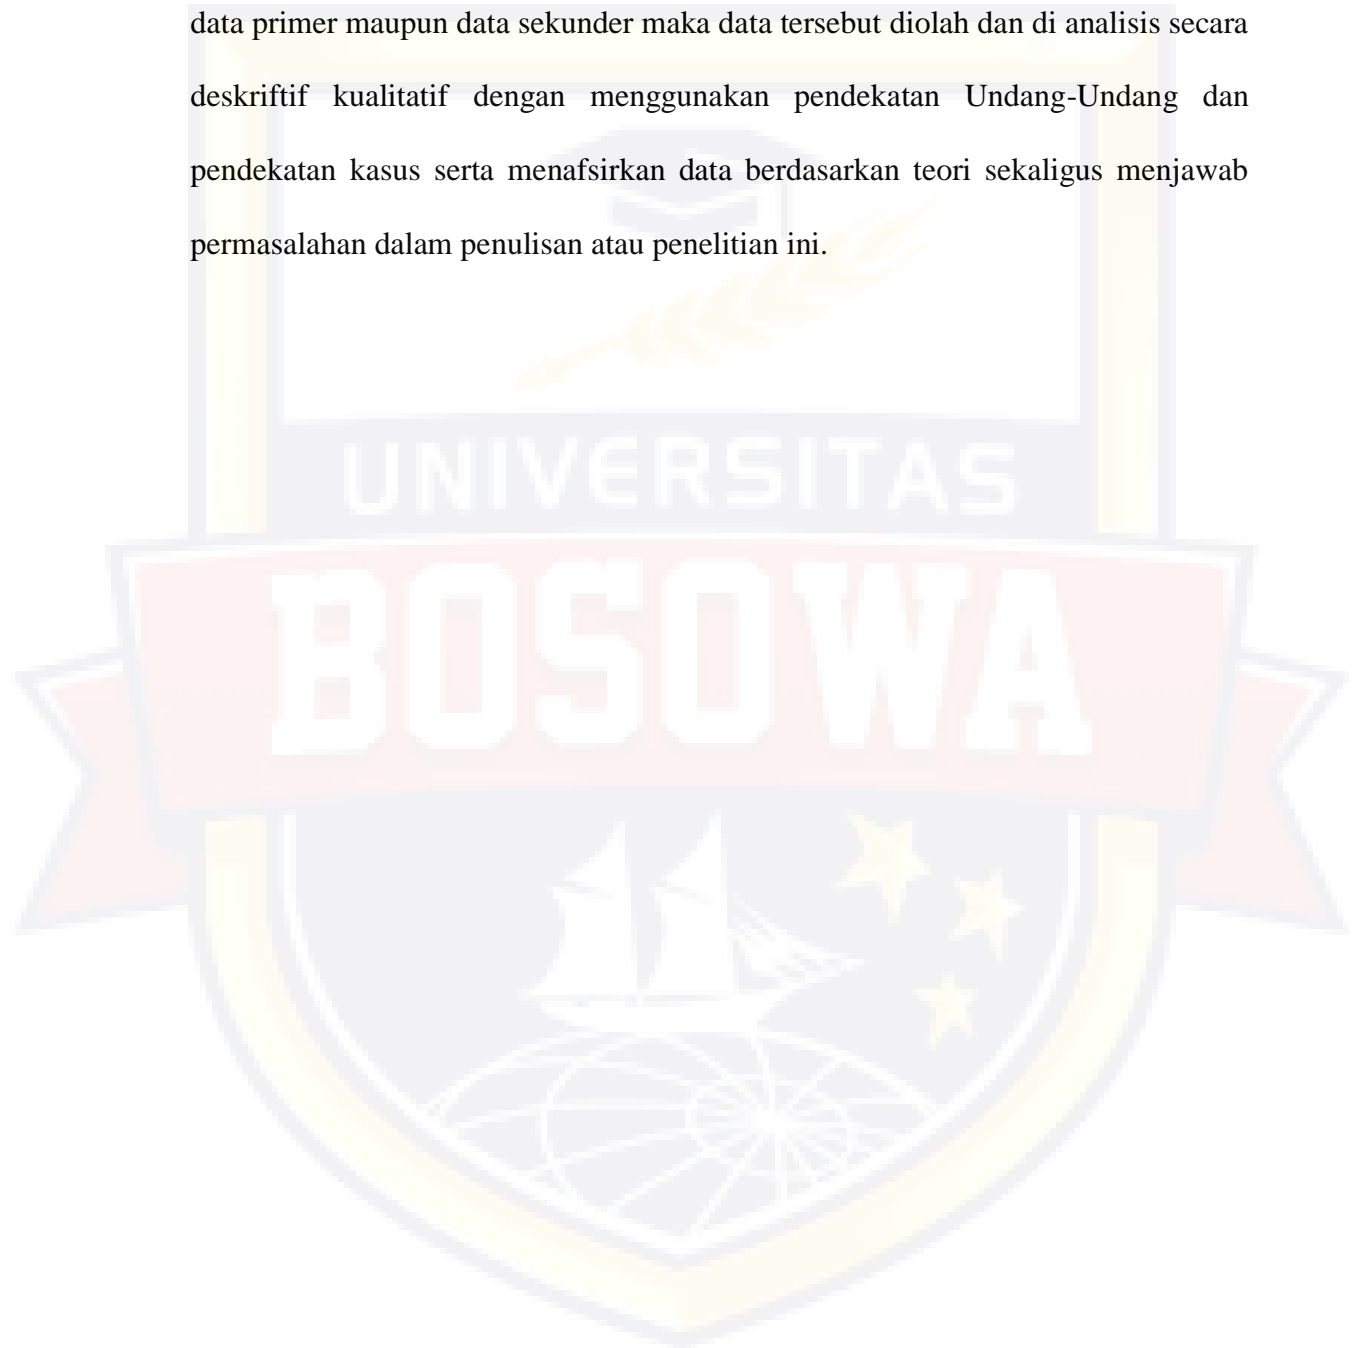 data primer maupun data sekunder maka data tersebut diolah dan di analisis secara
deskriftif kualitatif dengan menggunakan pendekatan Undang-Undang dan
pendekatan kasus serta menafsirkan data berdasarkan teori sekaligus menjawab
permasalahan dalam penulisan atau penelitian ini.
UNIVERSITAS
BOSOWA